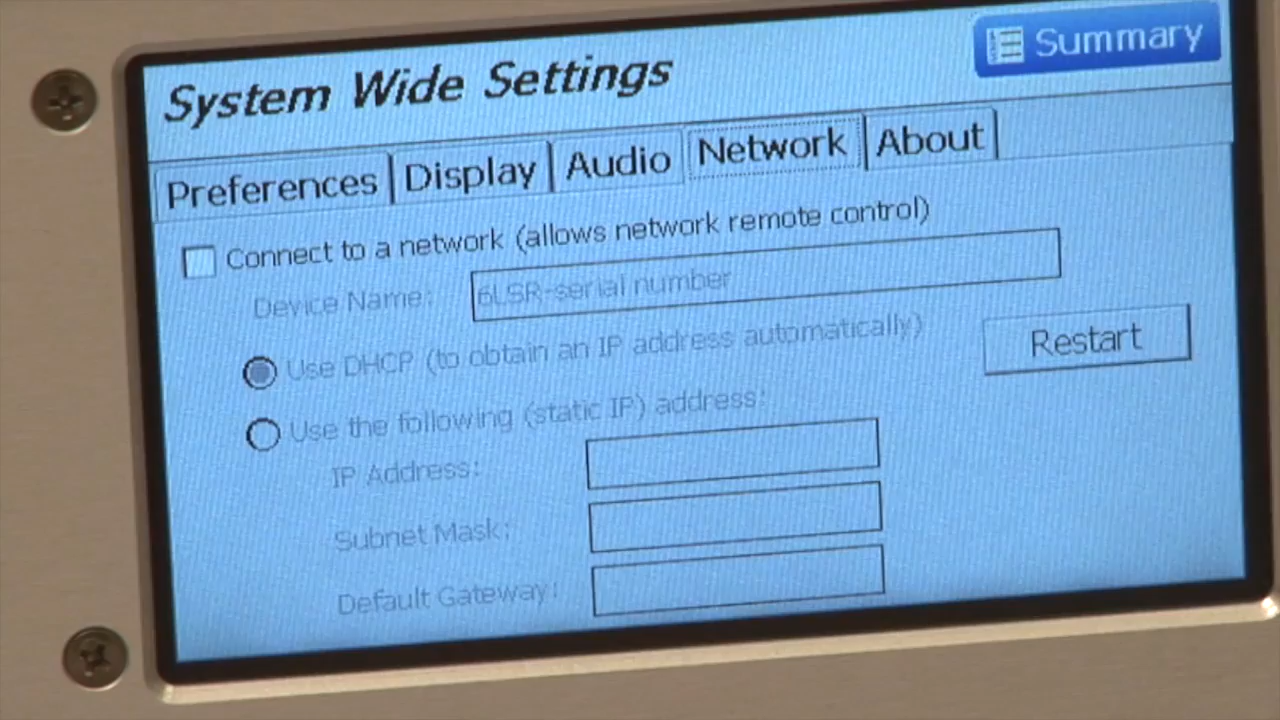 System Wide Settings
Summary
Preferences Display Audio Network About
Connect to a network (allows network remote control)
Device Name: 6LSR-serial number
Use DHCP (to obtain an IP address automatically)
Restart
Use the following (static IP) address:
IP Address:
Subnet Mask:
Default Gateway: